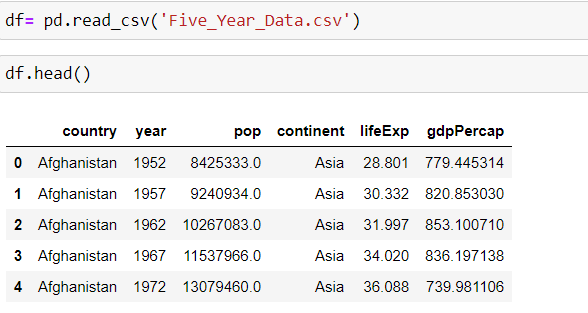 df= pd.read_csv('Five_Year_Data.csv')
df.head()
country year pop continent lifeExp gdpPercap
0 Afghanistan 1952 8425333.0 Asia 28.801 779.445314
1 Afghanistan 1957 9240934.0 Asia 30.332 820.853030
2 Afghanistan 1962 10267083.0 Asia 31.997 853.100710
3 Afghanistan 1967 11537966.0 Asia 34.020 836.197138
4 Afghanistan 1972 13079460.0 Asia 36.088 739.981106